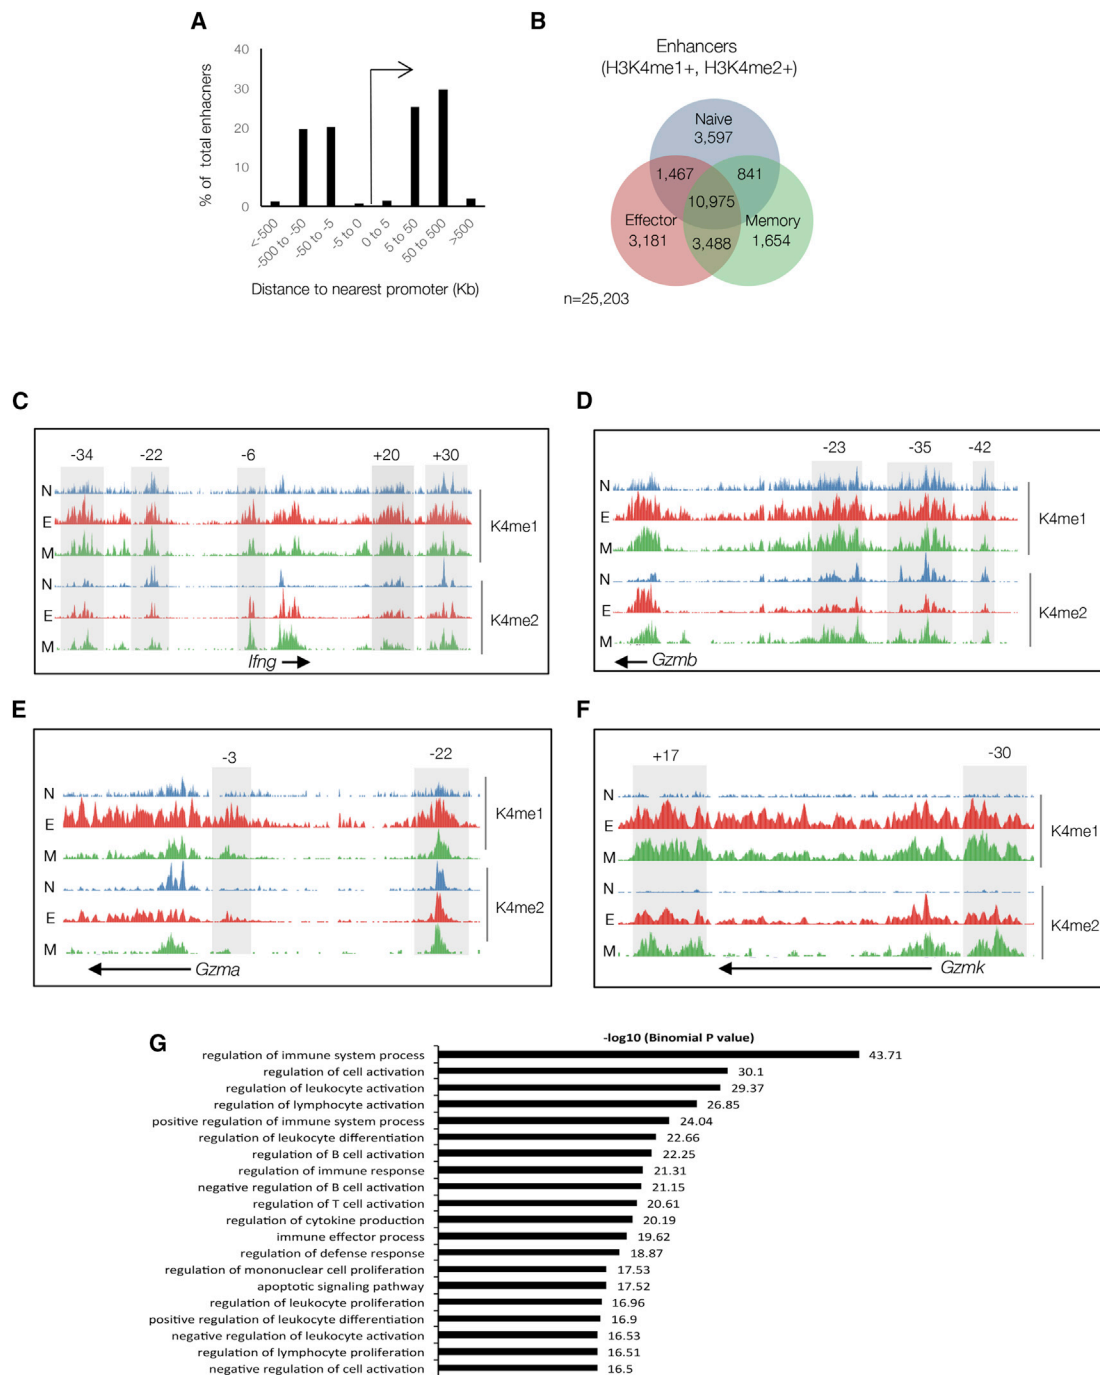 A
% of total enhacners
40
30
20
10
0
<-500
-500 to -50
-50 to -5
-5 to 0
0 to 5
5 to 50
50 to 500
>500
Distance to nearest promoter (Kb)
B
Enhancers
(H3K4me1+, H3K4me2+)
Naive
3,597
1,467
841
10,975
Effector
3,181
Memory
1,654
3,488
n=25,203
C
-34 -22 -6 +20 +30
N
E
M
K4me1
N
E
M
K4me2
Ifng
D
-23 -35 -42
N
E
M
K4me1
N
E
M
K4me2
Gzmb
E
-3 -22
N
E
M
K4me1
N
E
M
K4me2
Gzma
F
+17 -30
N
E
M
K4me1
N
E
M
K4me2
Gzmk
G
-log10 (Binomial P value)
regulation of immune system process 43.71
regulation of cell activation 30.1
regulation of leukocyte activation 29.37
regulation of lymphocyte activation 26.85
positive regulation of immune system process 24.04
regulation of leukocyte differentiation 22.66
regulation of B cell activation 22.25
regulation of immune response 21.31
negative regulation of B cell activation 21.15
regulation of T cell activation 20.61
regulation of cytokine production 20.19
immune effector process 19.62
regulation of defense response 18.87
regulation of mononuclear cell proliferation 17.53
apoptotic signaling pathway 17.52
regulation of leukocyte proliferation 16.96
positive regulation of leukocyte differentiation 16.9
negative regulation of leukocyte activation 16.53
regulation of lymphocyte proliferation 16.51
negative regulation of cell activation 16.5